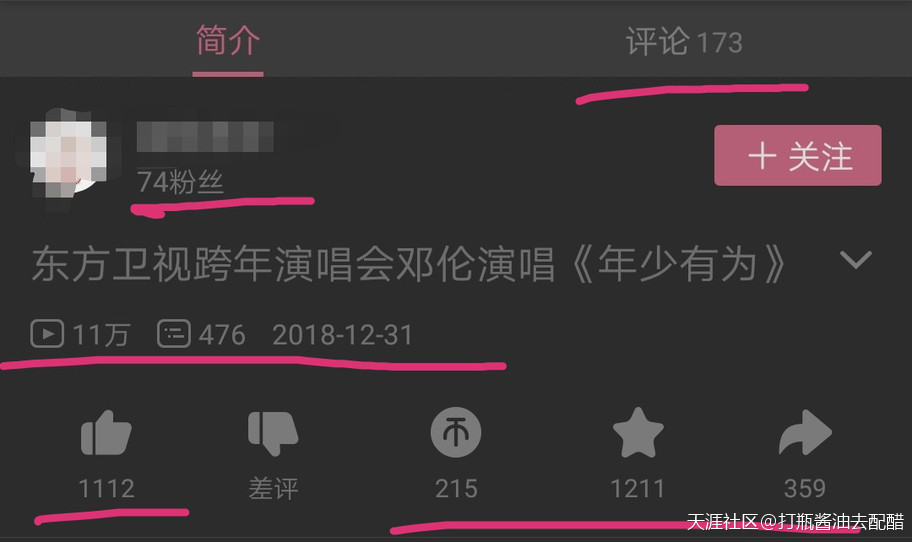 简介
评论 173
74粉丝
+ 关注
东方卫视跨年演唱会邓伦演唱《年少有为》
11万 476 2018-12-31
1112 差评 215 1211 359
天涯社区@打瓶酱油去配醋